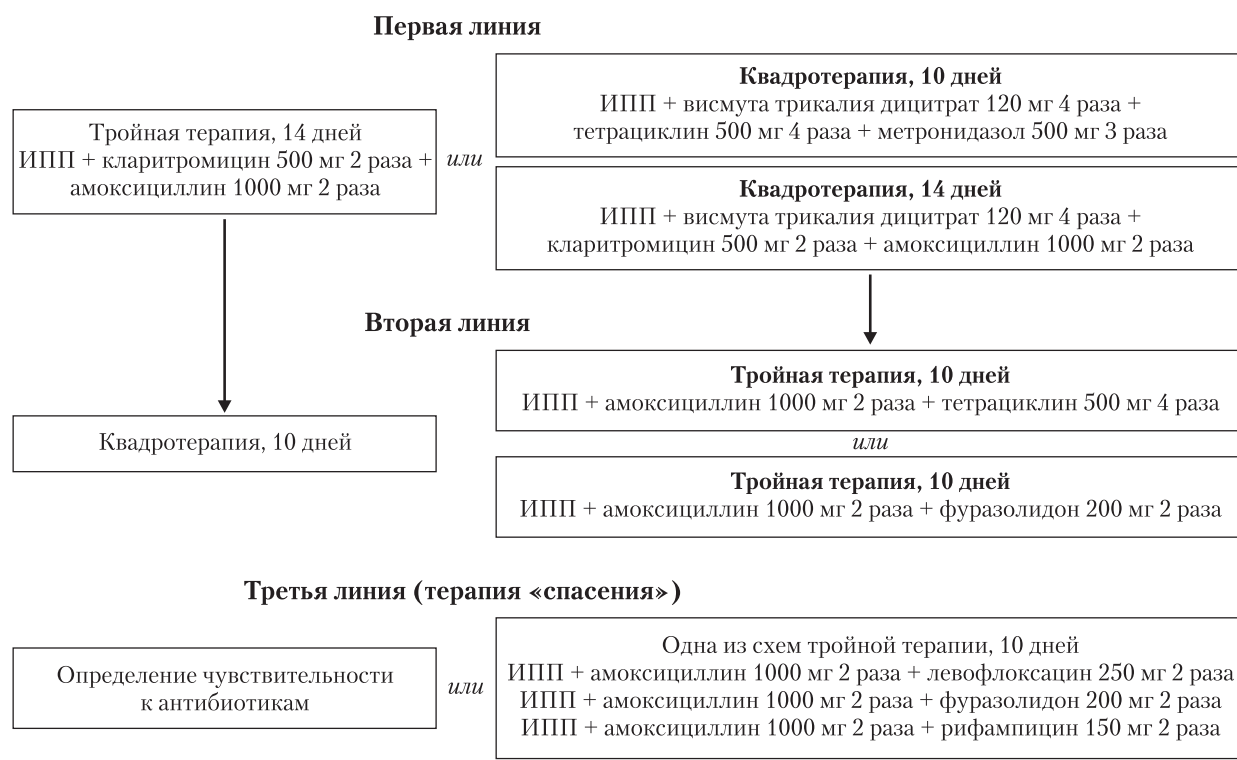 Первая линия
Тройная терапия, 14 дней
ИПП + кларитромицин 500 мг 2 раза +
амоксициллин 1000 мг 2 раза
или
Квадротерапия, 10 дней
ИПП + висмута трикалия дицитрат 120 мг 4 раза +
тетрациклин 500 мг 4 раза + метронидазол 500 мг 3 раза
Квадротерапия, 14 дней
ИПП + висмута трикалия дицитрат 120 мг 4 раза +
кларитромицин 500 мг 2 раза + амоксициллин 1000 мг 2 раза
Вторая линия
Квадротерапия, 10 дней
Тройная терапия, 10 дней
ИПП + амоксициллин 1000 мг 2 раза + тетрациклин 500 мг 4 раза
или
Тройная терапия, 10 дней
ИПП + амоксициллин 1000 мг 2 раза + фуразолидон 200 мг 2 раза
Третья линия (терапия «спасения»)
Определение чувствительности
к антибиотикам
или
Одна из схем тройной терапии, 10 дней
ИПП + амоксициллин 1000 мг 2 раза + левофлоксацин 250 мг 2 раза
ИПП + амоксициллин 1000 мг 2 раза + фуразолидон 200 мг 2 раза
ИПП + амоксициллин 1000 мг 2 раза + рифампицин 150 мг 2 раза